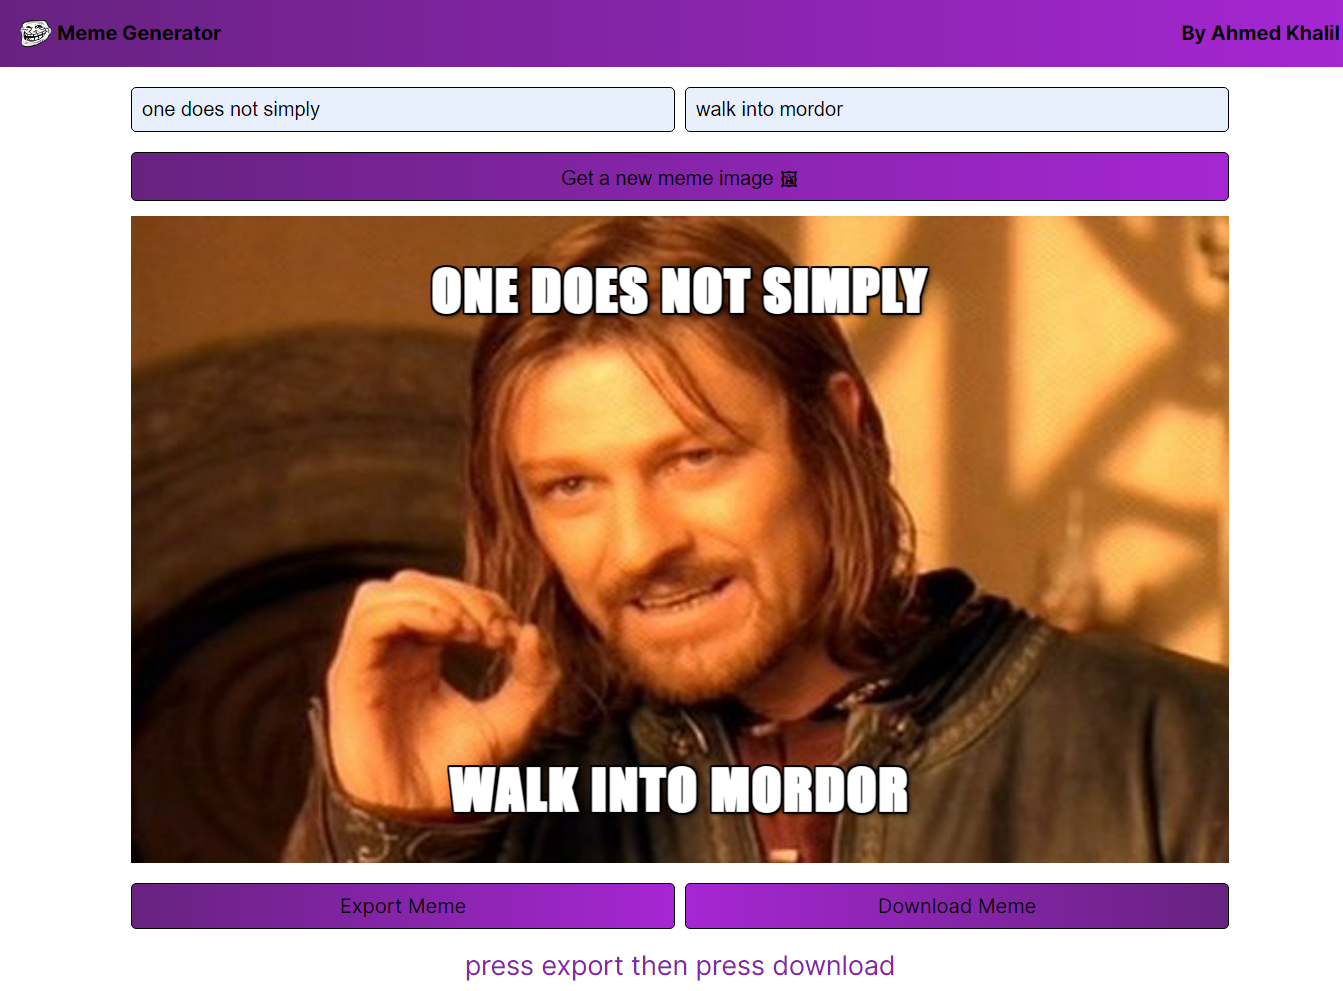 Meme Generator
By Ahmed Khalil
one does not simply
walk into mordor
Get a new meme image 🖼
ONE DOES NOT SIMPLY
WALK INTO MORDOR
Export Meme
Download Meme
press export then press download